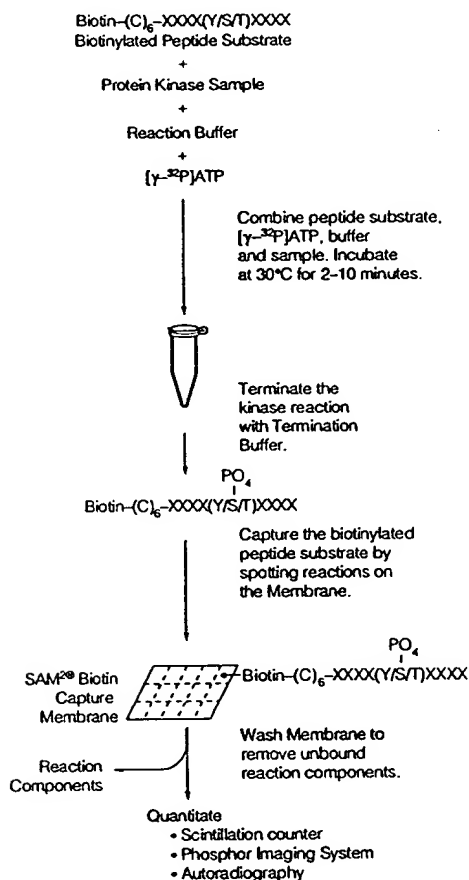 Biotin–(C)6–XXXX(Y/S/T)XXXX
Biotinylated Peptide Substrate
+
Protein Kinase Sample
+
Reaction Buffer
+
[γ–32P]ATP
Combine peptide substrate,
[γ–32P]ATP, buffer
and sample. Incubate
at 30°C for 2–10 minutes.
Terminate the
kinase reaction
with Termination
Buffer.
PO4
Biotin–(C)6–XXXX(Y/S/T)XXXX
Capture the biotinylated
peptide substrate by
spotting reactions on
the Membrane.
PO4
Biotin–(C)6–XXXX(Y/S/T)XXXX
SAM2® Biotin
Capture
Membrane
Wash Membrane to
remove unbound
reaction components.
Reaction
Components
Quantitate
• Scintillation counter
• Phosphor Imaging System
• Autoradiography